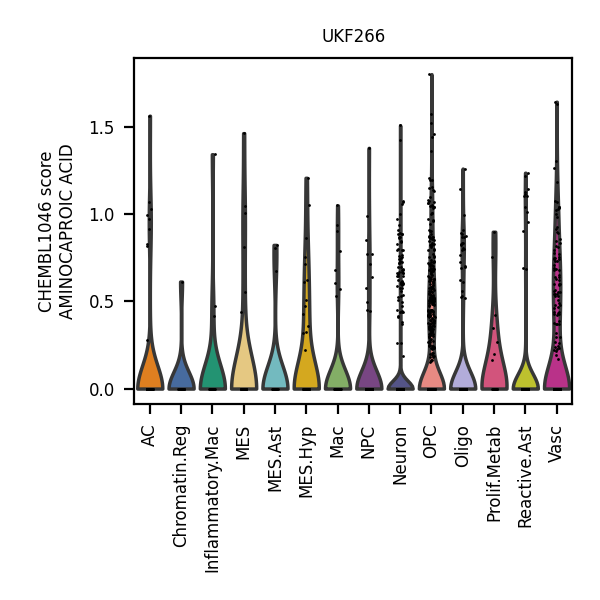 UKF266
CHEMBL1046 score
AMINOCAPROIC ACID
1.5
1.0
0.5
0.0
AC
Chromatin.Reg
Inflammatory.Mac
MES
MES.Ast
MES.Hyp
Mac
NPC
Neuron
OPC
Oligo
Prolif.Metab
Reactive.Ast
Vasc